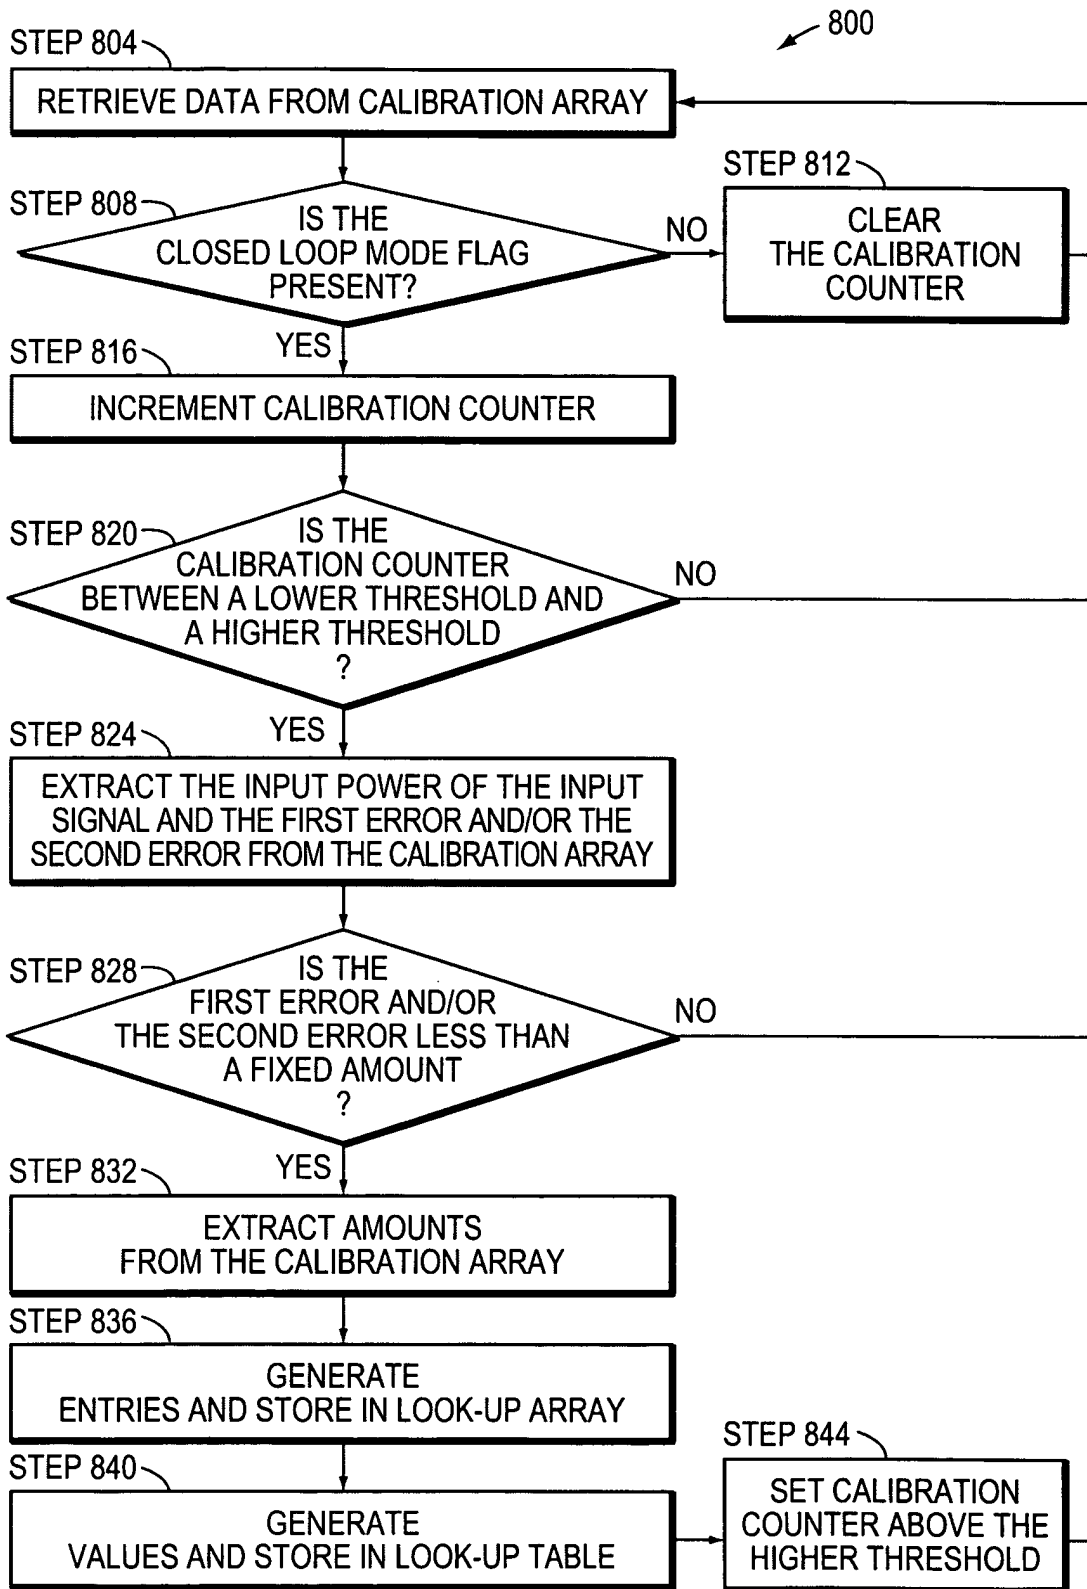 800
STEP 804
RETRIEVE DATA FROM CALIBRATION ARRAY
STEP 808
IS THE
CLOSED LOOP MODE FLAG
PRESENT?
NO
STEP 812
CLEAR
THE CALIBRATION
COUNTER
YES
STEP 816
INCREMENT CALIBRATION COUNTER
STEP 820
IS THE
CALIBRATION COUNTER
BETWEEN A LOWER THRESHOLD AND
A HIGHER THRESHOLD
?
NO
YES
STEP 824
EXTRACT THE INPUT POWER OF THE INPUT
SIGNAL AND THE FIRST ERROR AND/OR THE
SECOND ERROR FROM THE CALIBRATION ARRAY
STEP 828
IS THE
FIRST ERROR AND/OR
THE SECOND ERROR LESS THAN
A FIXED AMOUNT
?
NO
YES
STEP 832
EXTRACT AMOUNTS
FROM THE CALIBRATION ARRAY
STEP 836
GENERATE
ENTRIES AND STORE IN LOOK-UP ARRAY
STEP 840
GENERATE
VALUES AND STORE IN LOOK-UP TABLE
STEP 844
SET CALIBRATION
COUNTER ABOVE THE
HIGHER THRESHOLD